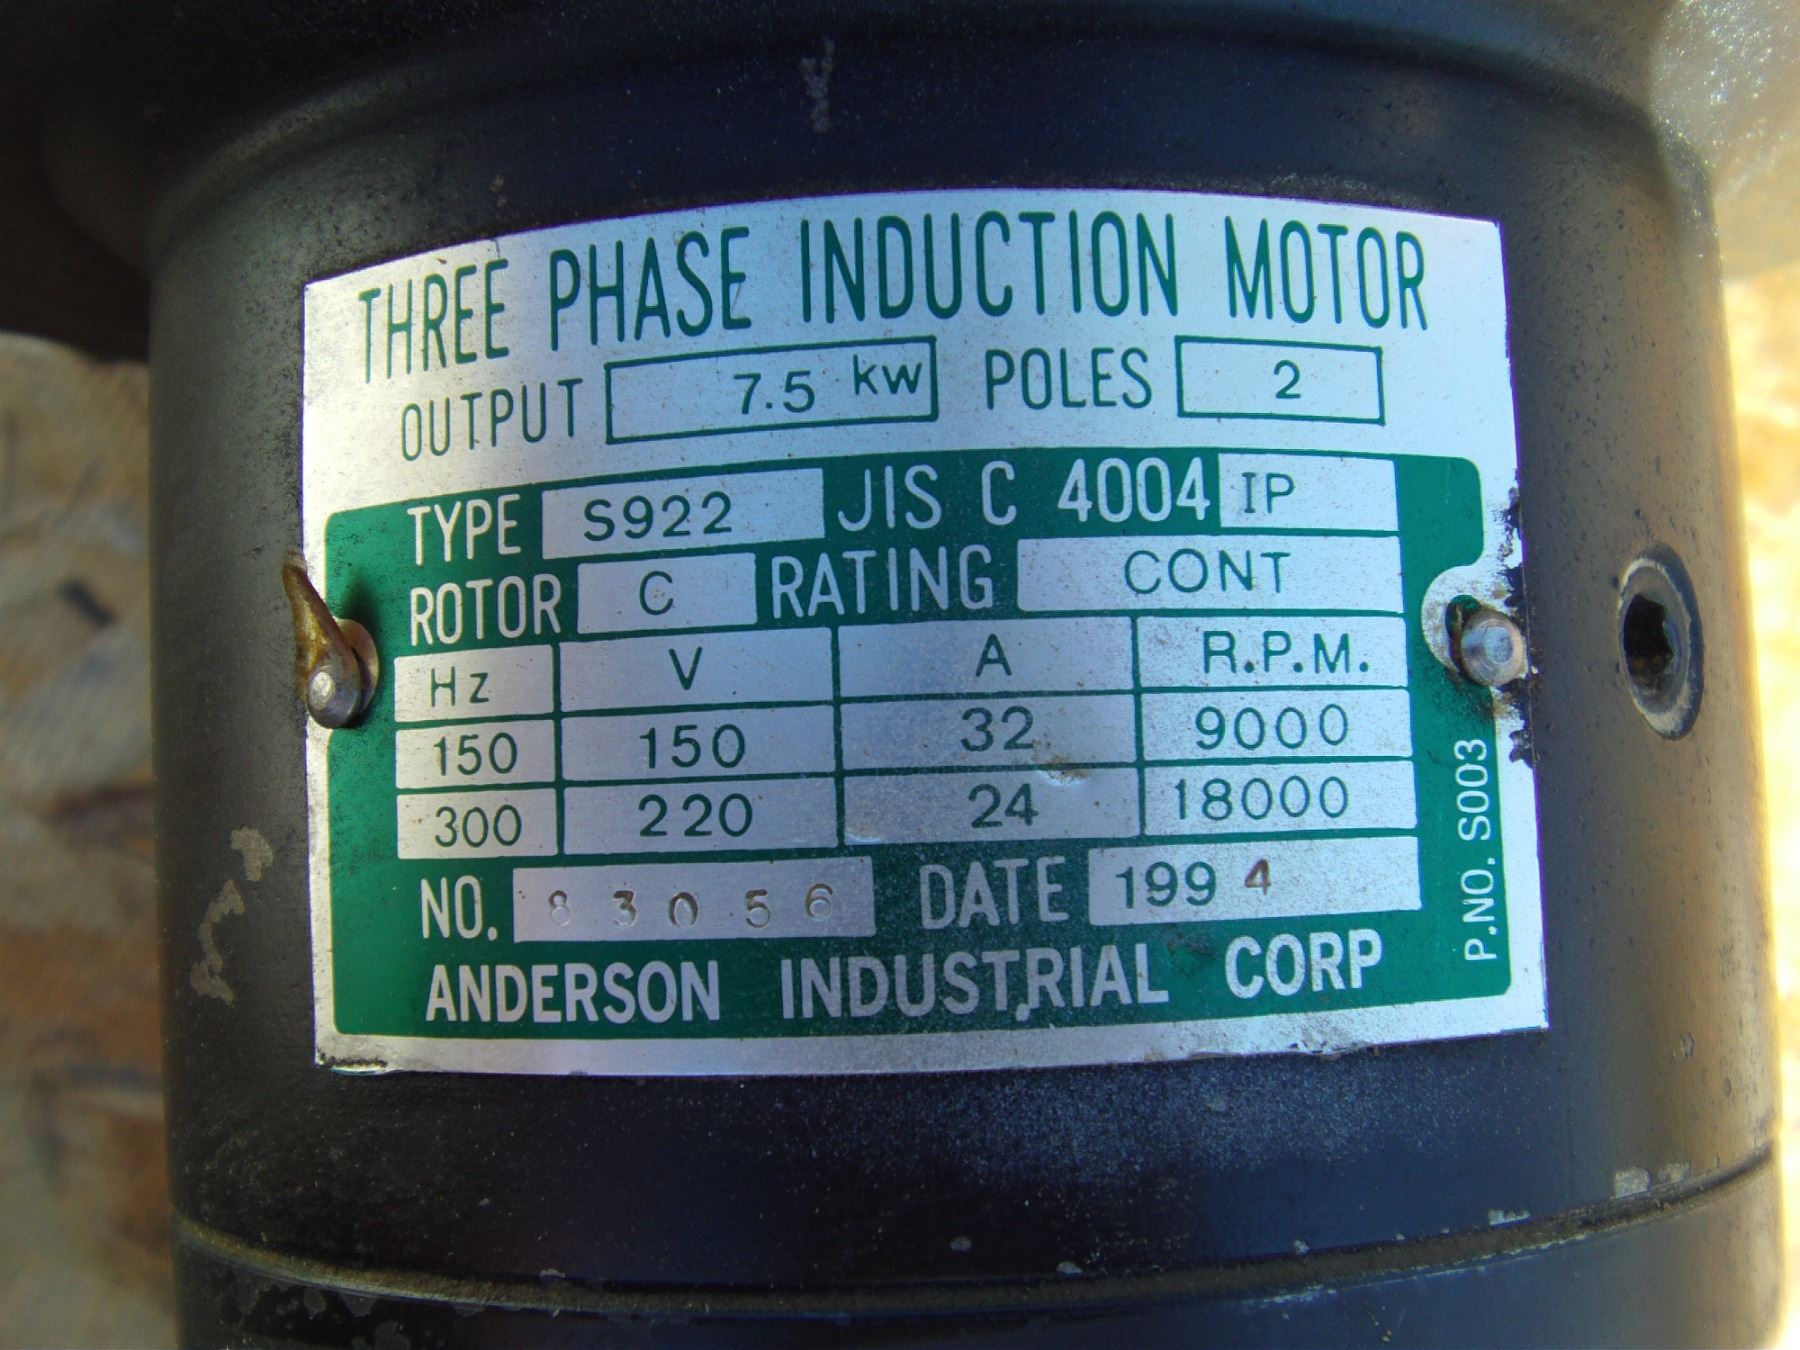 THREE PHASE INDUCTION MOTOR
OUTPUT 7.5 kw POLES 2
TYPE S922 JIS C 4004 IP
ROTOR C RATING CONT
Hz V A R.P.M.
150 150 32 9000
300 220 24 18000
NO. 83056 DATE 1994
ANDERSON INDUSTRIAL CORP
P.NO. S003